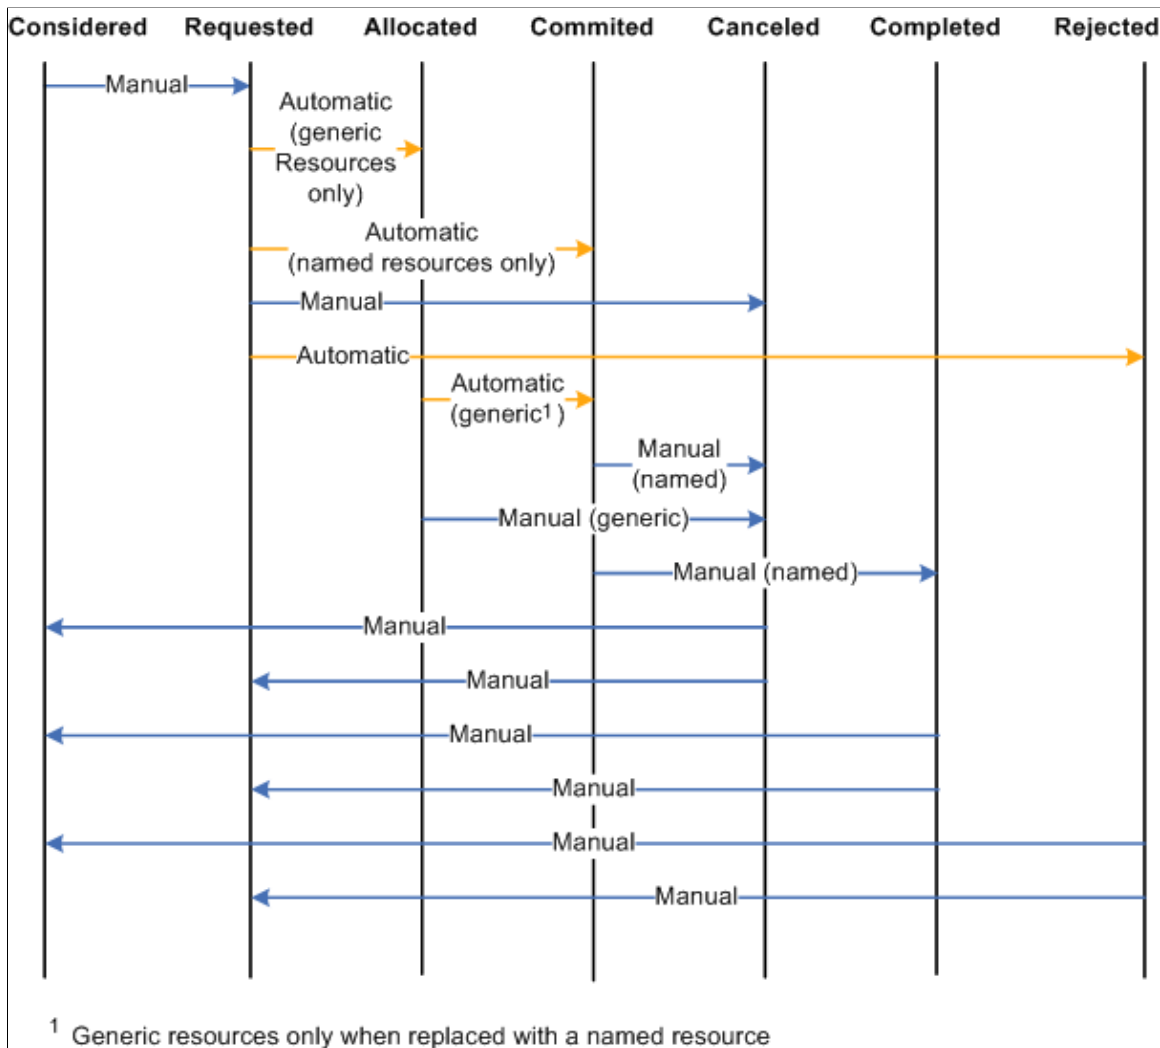 Considered Requested Allocated Commited Canceled Completed Rejected
Manual
Automatic
(generic
Resources
only)
Automatic
(named resources only)
Manual
Automatic
Automatic
(generic1)
Manual
(named)
Manual (generic)
Manual (named)
Manual
Manual
Manual
Manual
Manual
Manual
1 Generic resources only when replaced with a named resource